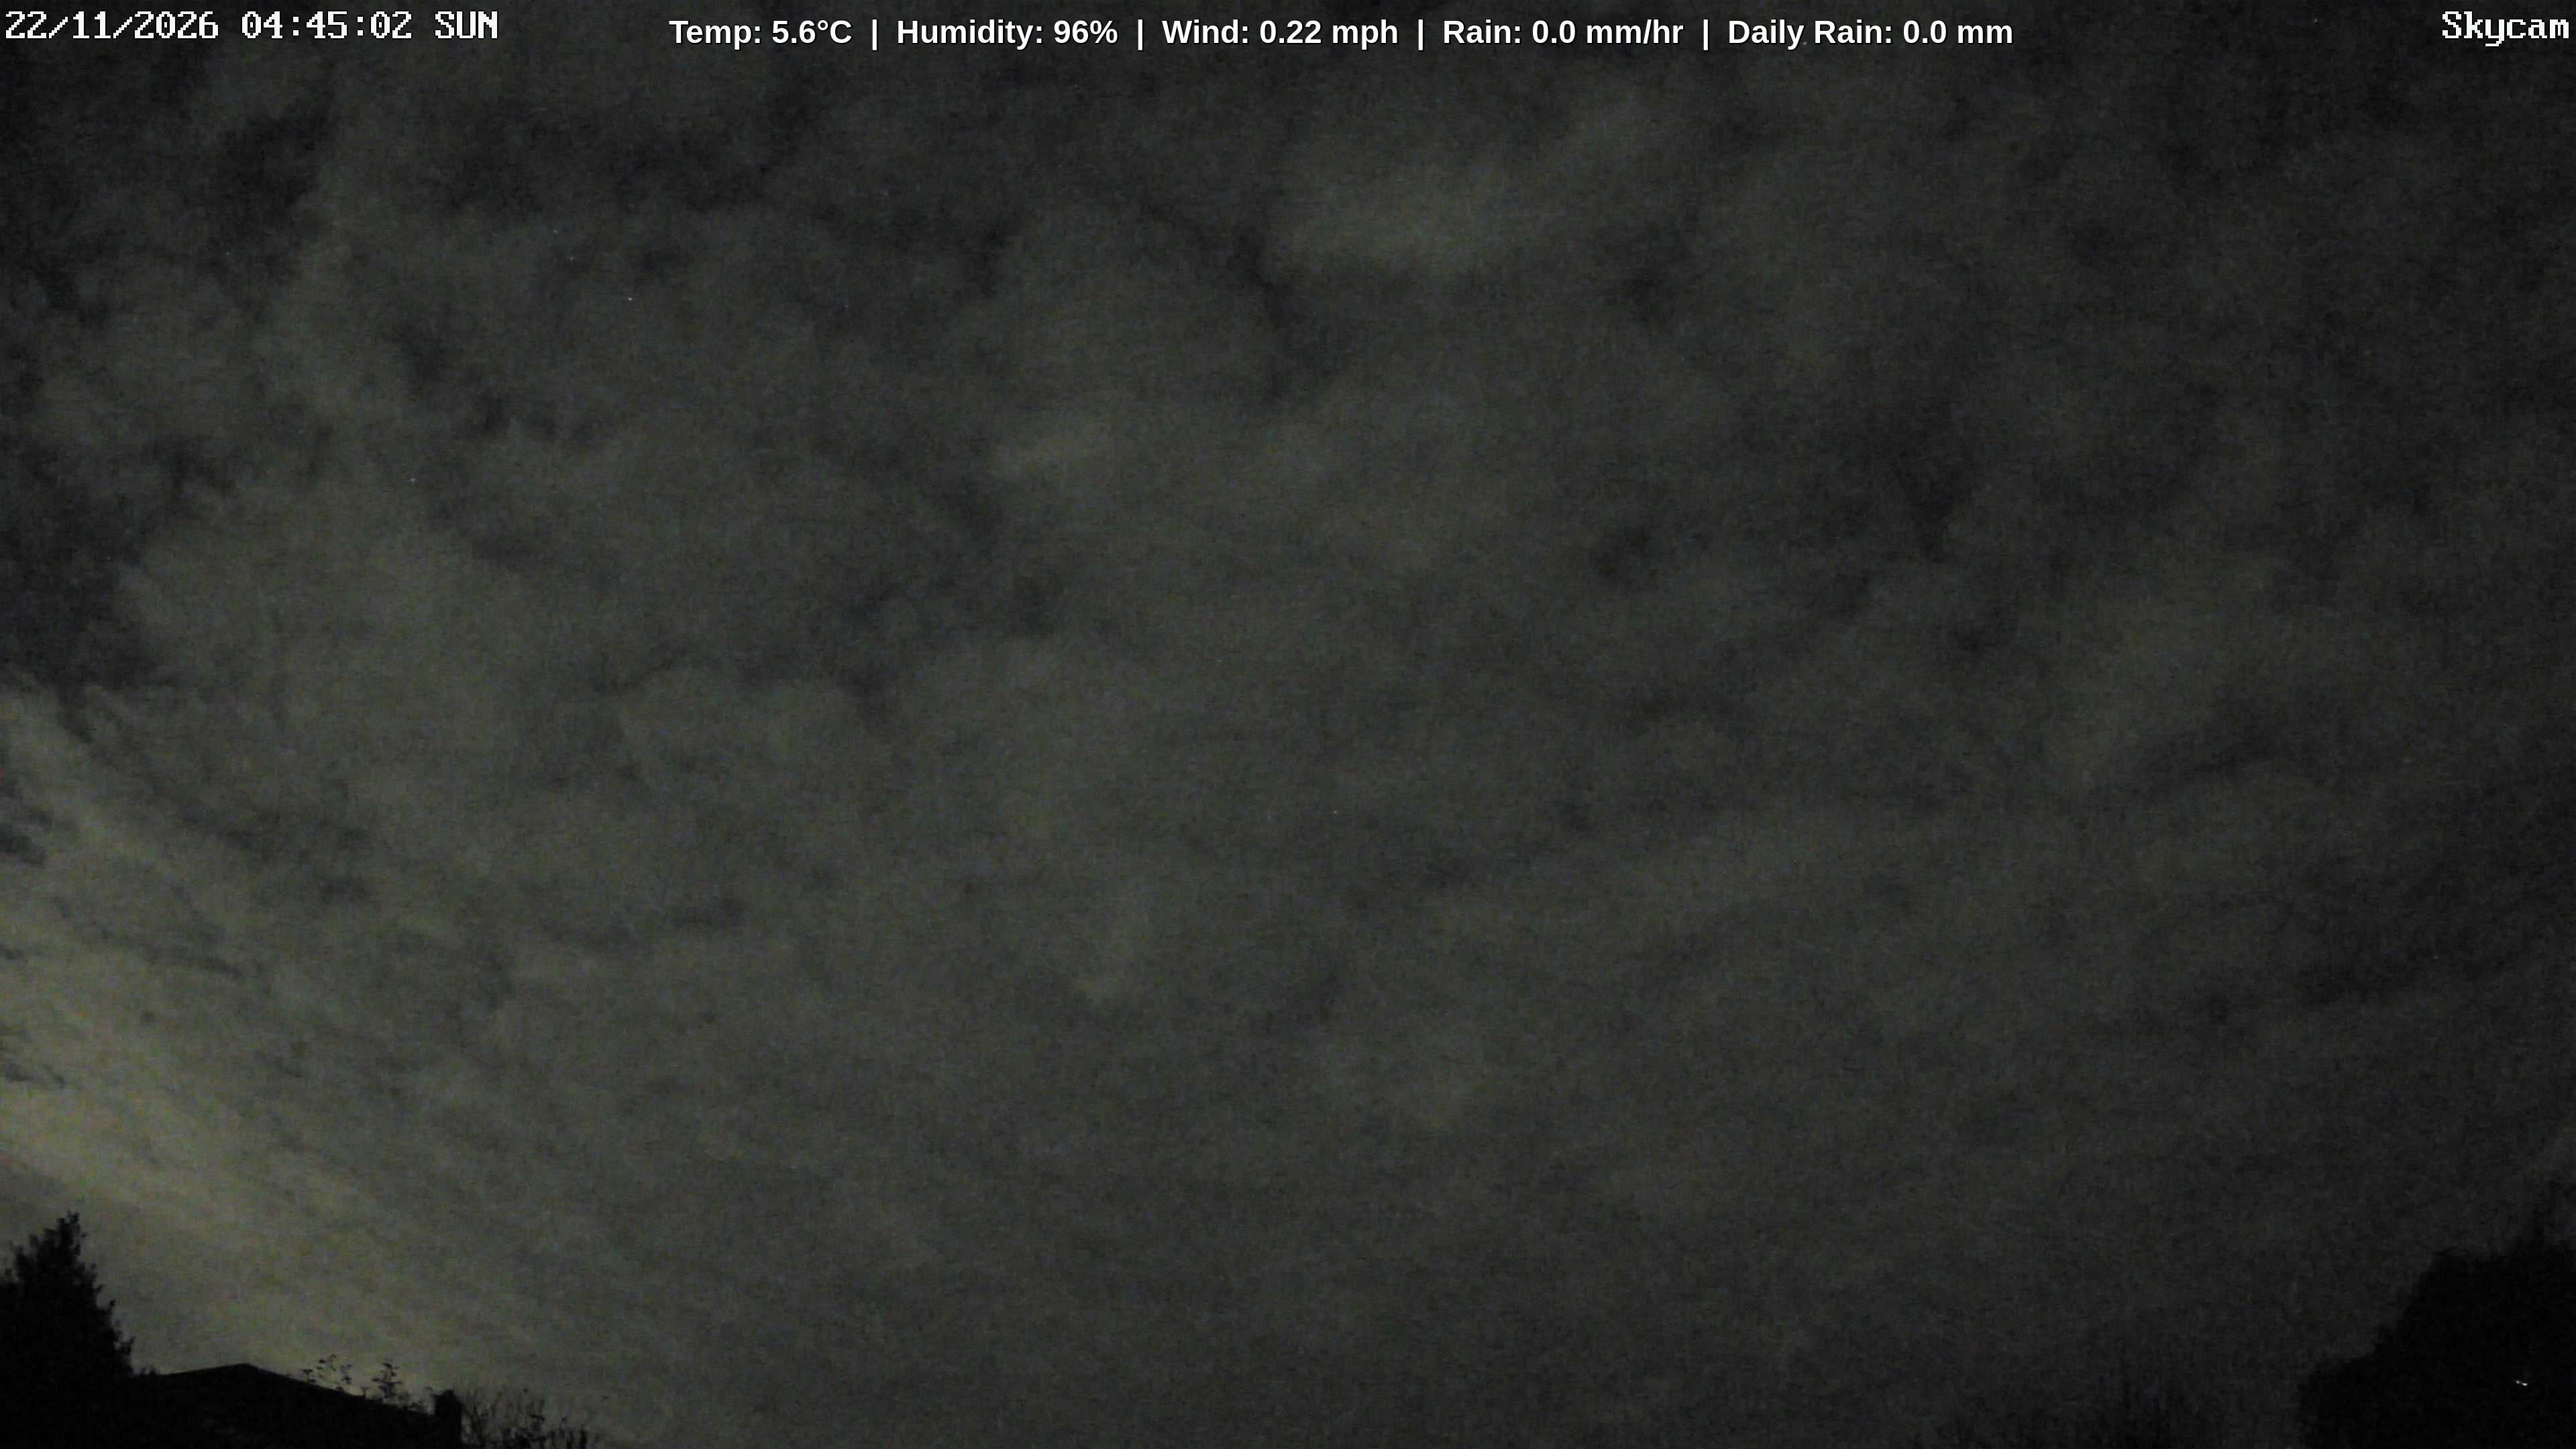 22/11/2026 04:45:02 SUN
Temp: 5.6°C | Humidity: 96% | Wind: 0.22 mph | Rain: 0.0 mm/hr | Daily Rain: 0.0 mm
Skycam